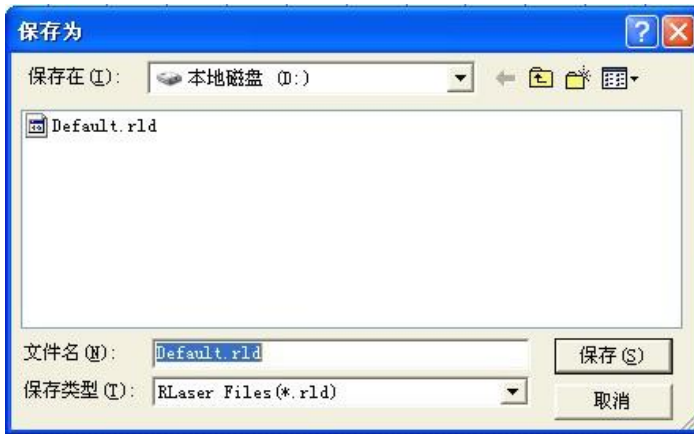 保存为
保存在(I): 本地磁盘 (D:)
Default.rld
文件名(N): Default.rld 保存(S)
保存类型(T): RLaser Files(*.rld) 取消